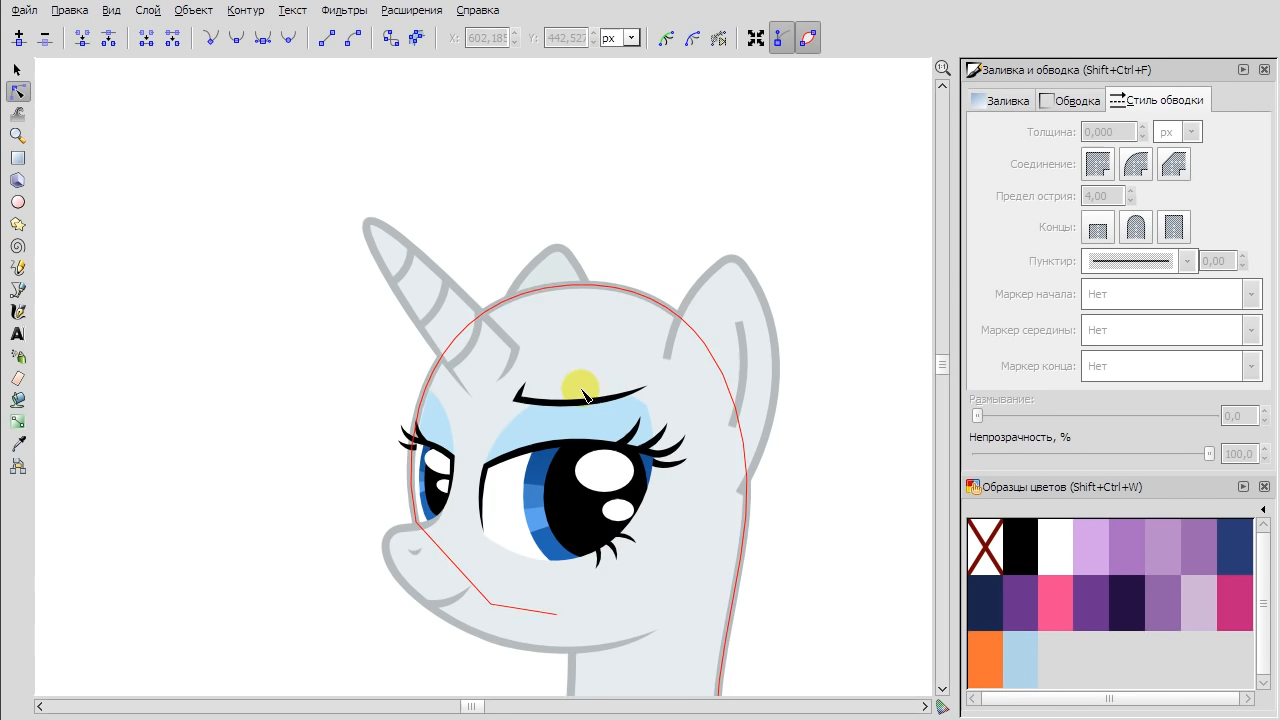 Файл Правка Вид Слой Объект Контур Текст Фильтры Расширения Справка
X: 602,185 Y: 442,527 px
1:1
Заливка и обводка (Shift+Ctrl+F)
Заливка Обводка Стиль обводки
Толщина: 0,000 px
Соединение:
Предел острия: 4,00
Концы:
Пунктир: 0,00
Маркер начала: Нет
Маркер середины: Нет
Маркер конца: Нет
Размывание: 0,0
Непрозрачность, % 100,0
Образцы цветов (Shift+Ctrl+W)
A